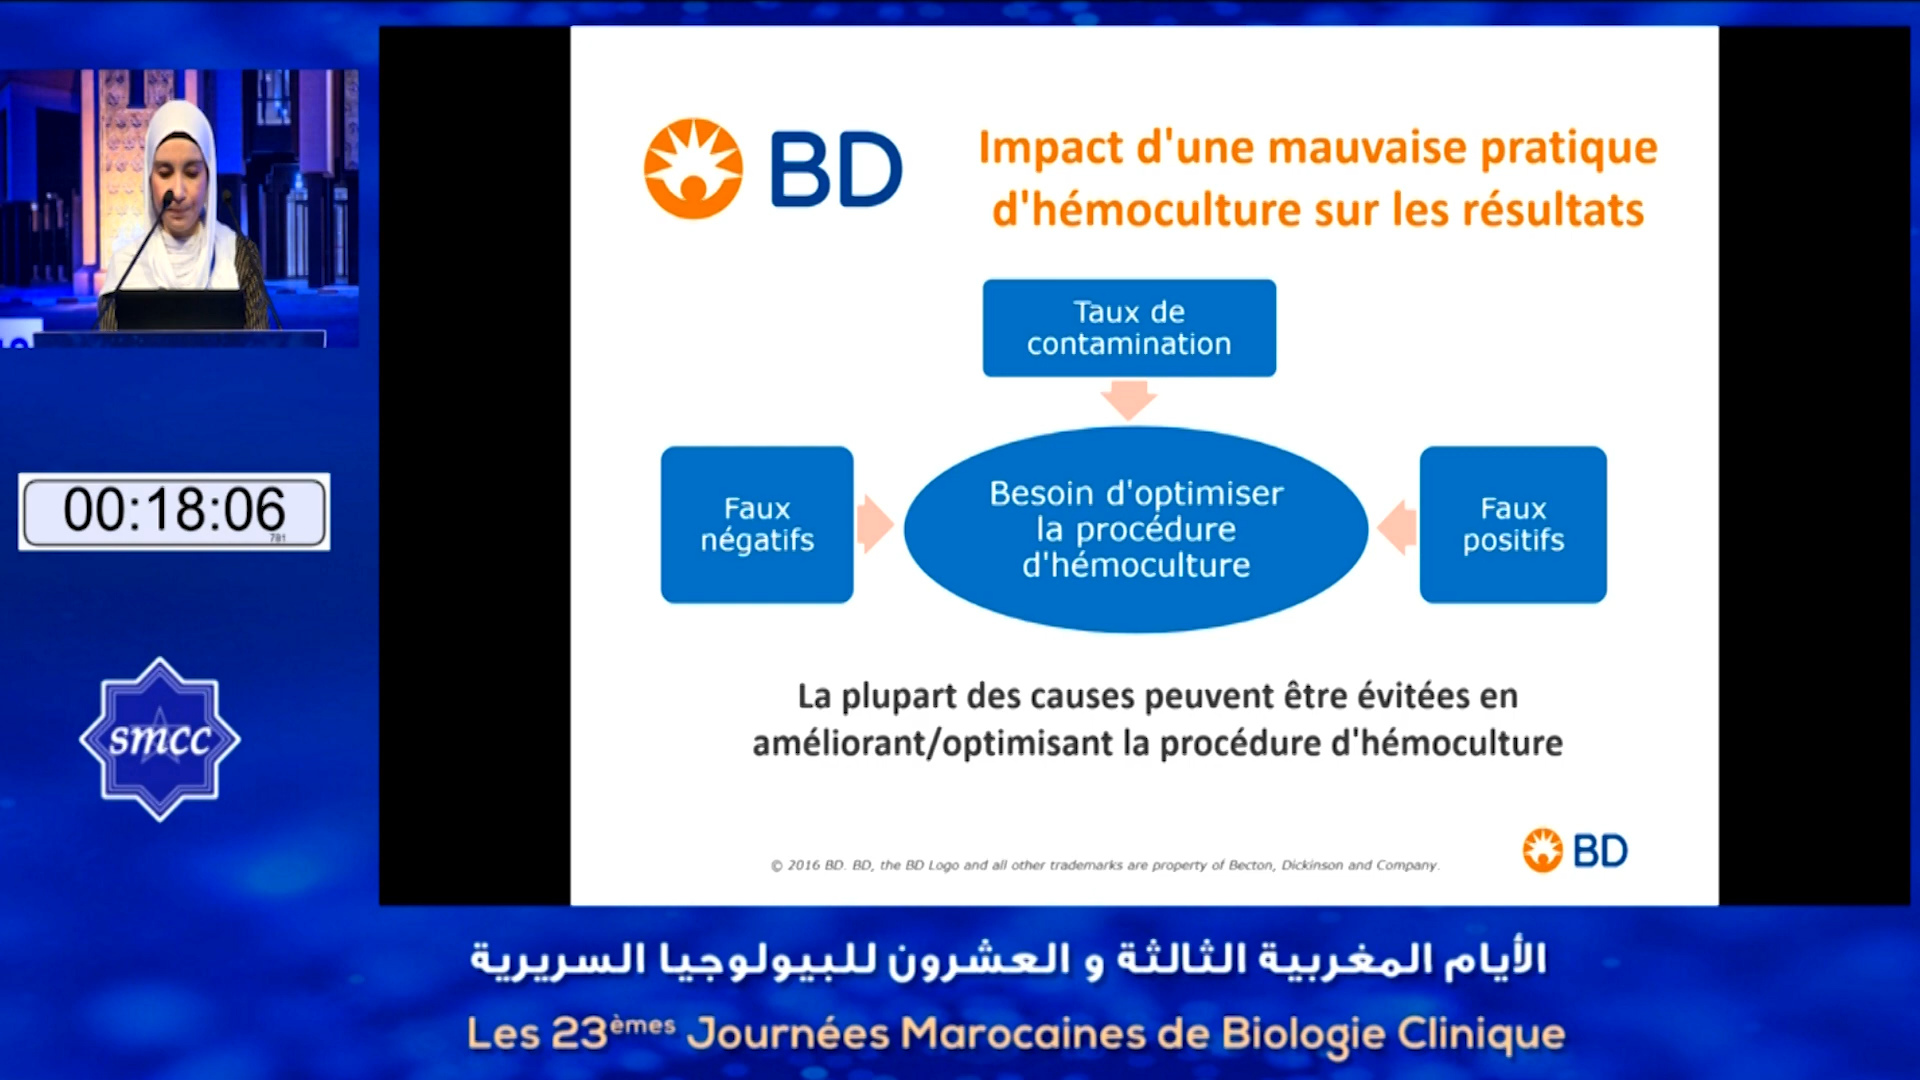 BD
Impact d'une mauvaise pratique
d'hémoculture sur les résultats
Taux de
contamination
Faux
négatifs
Besoin d'optimiser
la procédure
d'hémoculture
Faux
positifs
La plupart des causes peuvent être évitées en
améliorant/optimisant la procédure d'hémoculture
© 2016 BD. BD, the BD Logo and all other trademarks are property of Becton, Dickinson and Company.
BD
00:18:06
781
smcc
الأيام المغربية الثالثة و العشرون للبيولوجيا السريرية
Les 23èmes Journées Marocaines de Biologie Clinique